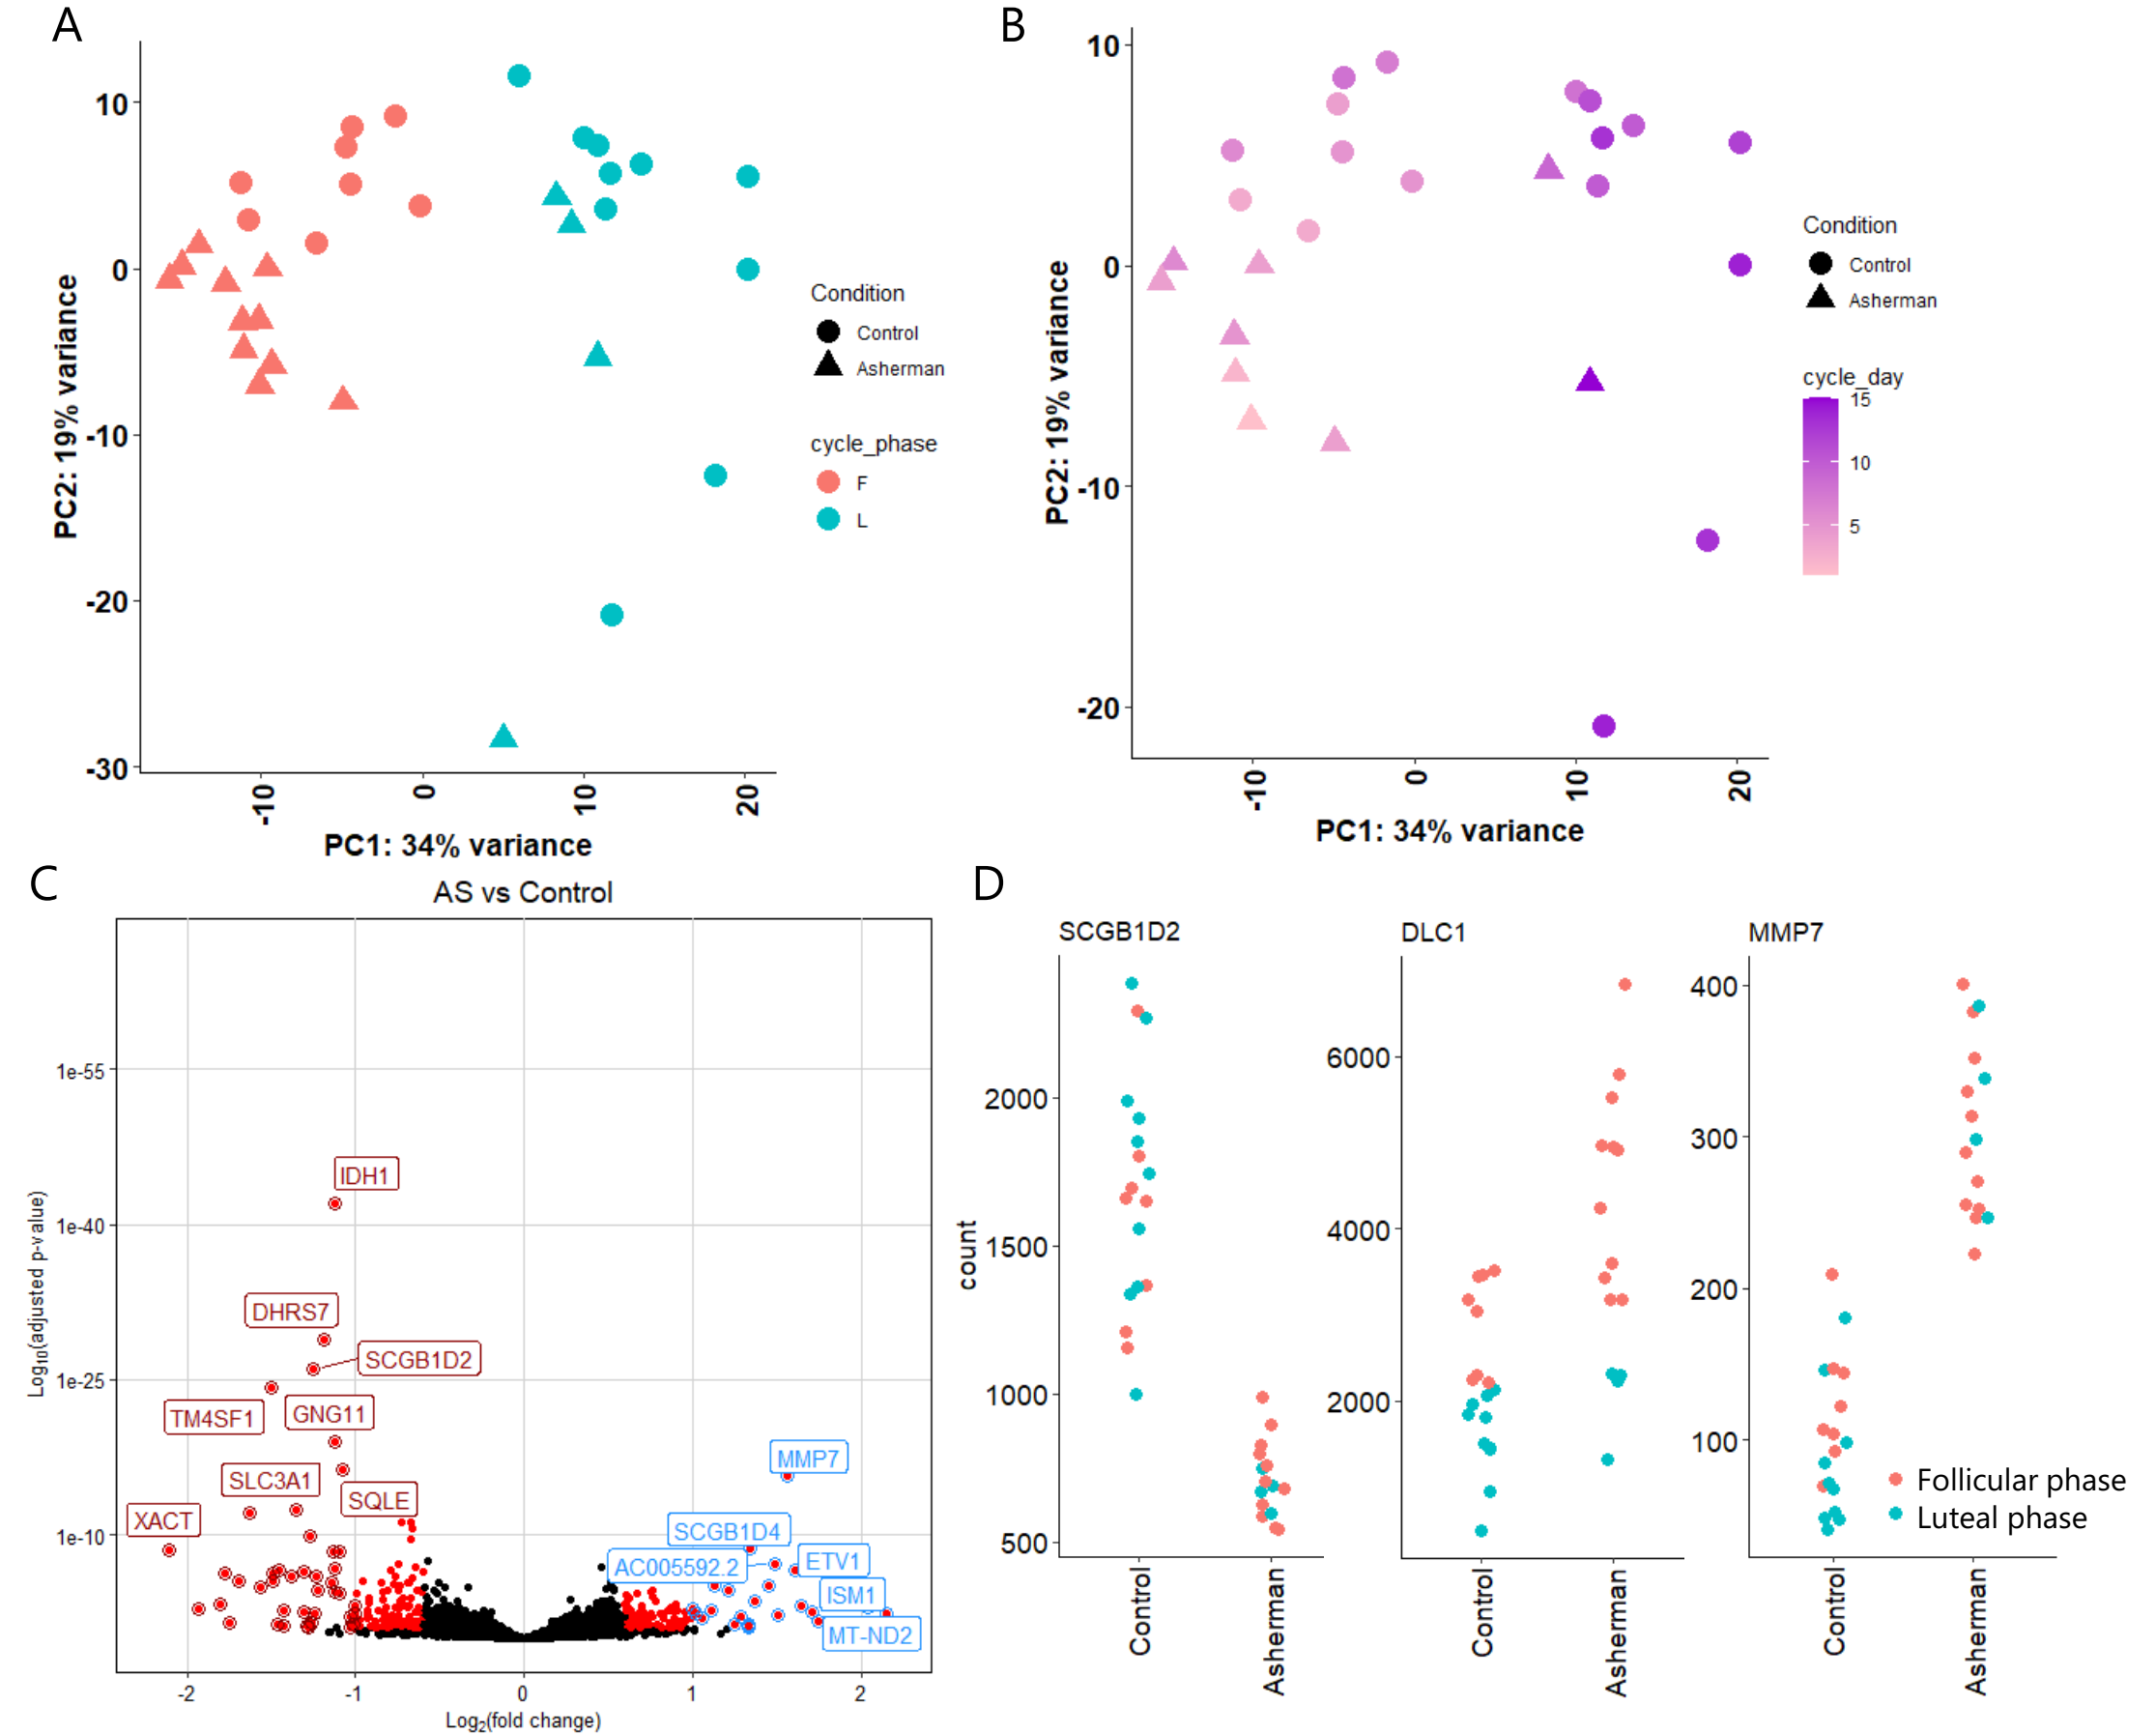 A
10
0
-10
-20
-30
PC2: 19% variance
-10
0
10
20
PC1: 34% variance
Condition
Control
Asherman
cycle_phase
F
L
B
10
0
-10
-20
PC2: 19% variance
-10
0
10
20
PC1: 34% variance
Condition
Control
Asherman
cycle_day
15
10
5
C
AS vs Control
Log10(adjusted p-value)
1e-55
1e-40
1e-25
1e-10
IDH1
DHRS7
SCGB1D2
TM4SF1
GNG11
SLC3A1
SQLE
XACT
MMP7
SCGB1D4
AC005592.2
ETV1
ISM1
MT-ND2
-2
-1
0
1
2
Log2(fold change)
D
SCGB1D2
count
2000
1500
1000
500
Control
Asherman
DLC1
6000
4000
2000
Control
Asherman
MMP7
400
300
200
100
Control
Asherman
Follicular phase
Luteal phase